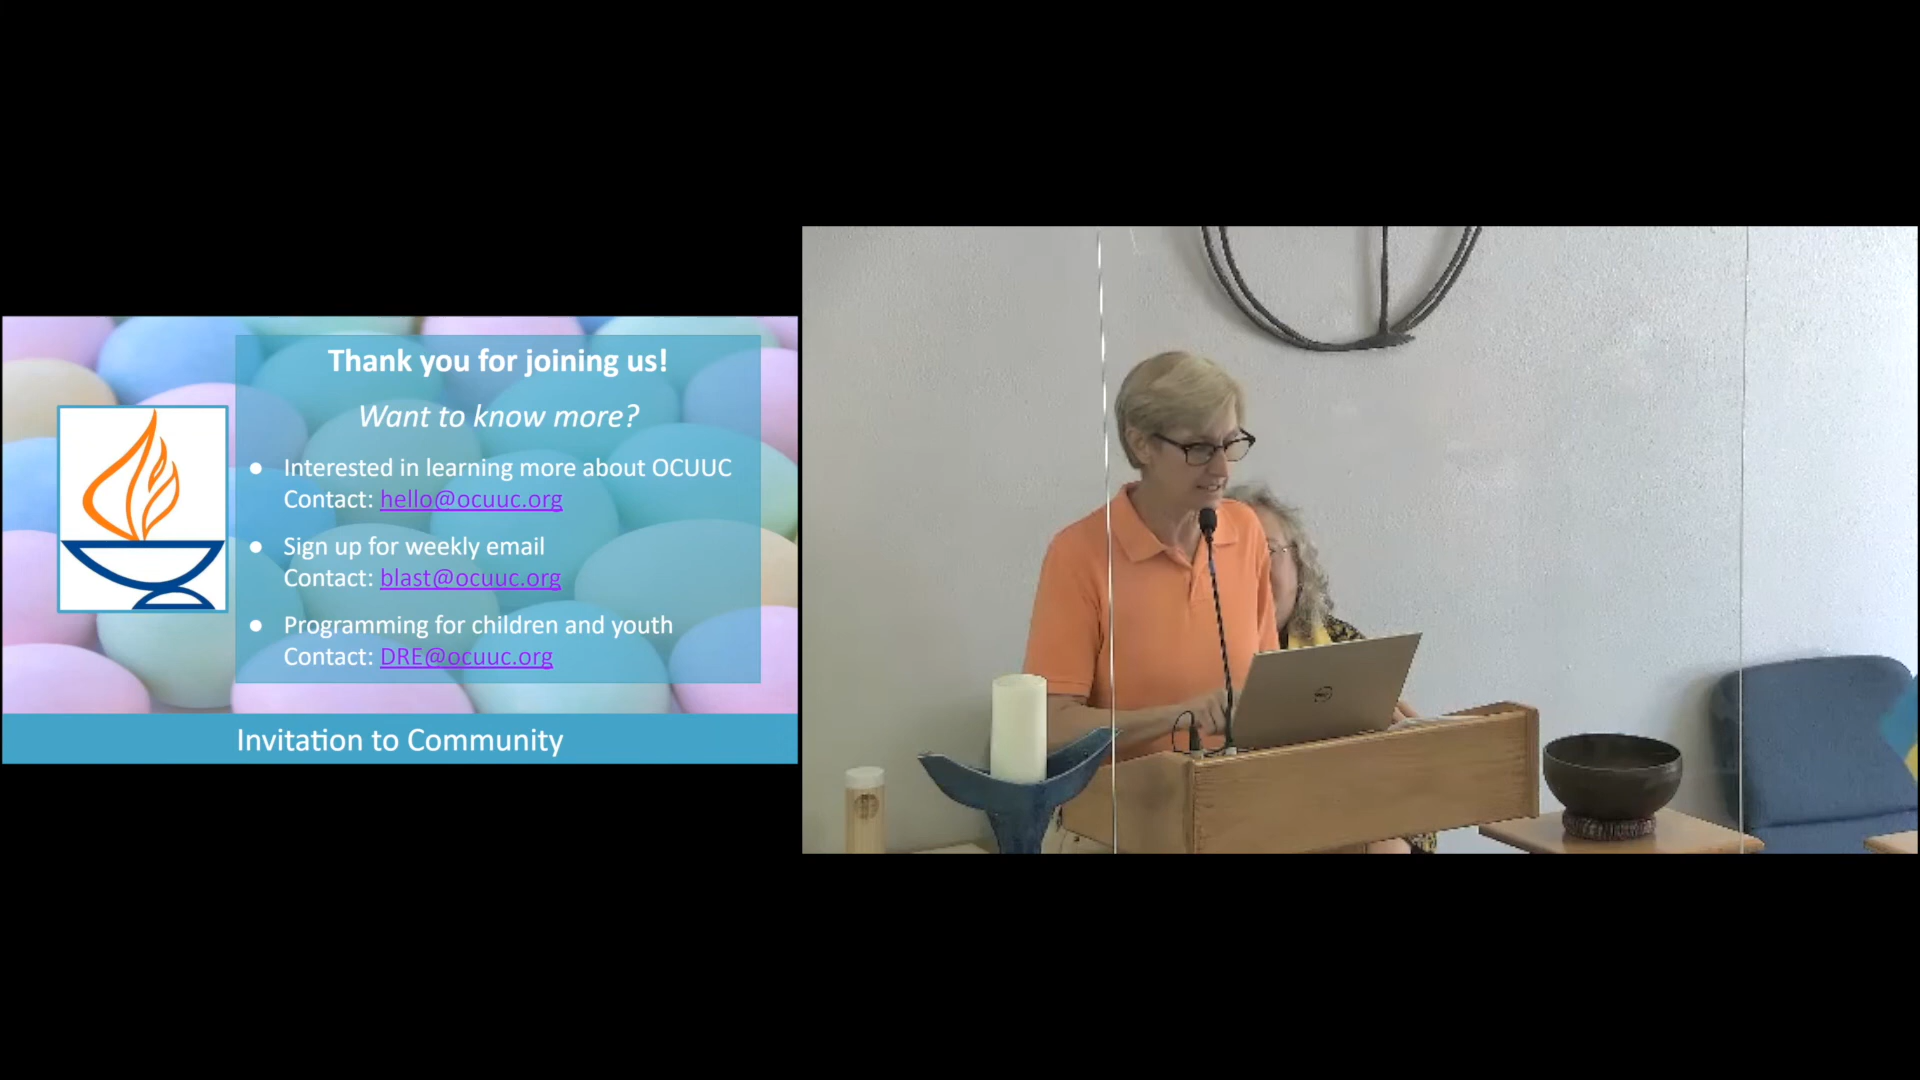 Thank you for joining us!
Want to know more?
● Interested in learning more about OCUUC
Contact: hello@ocuuc.org
● Sign up for weekly email
Contact: blast@ocuuc.org
● Programming for children and youth
Contact: DRE@ocuuc.org
Invitation to Community
DELL